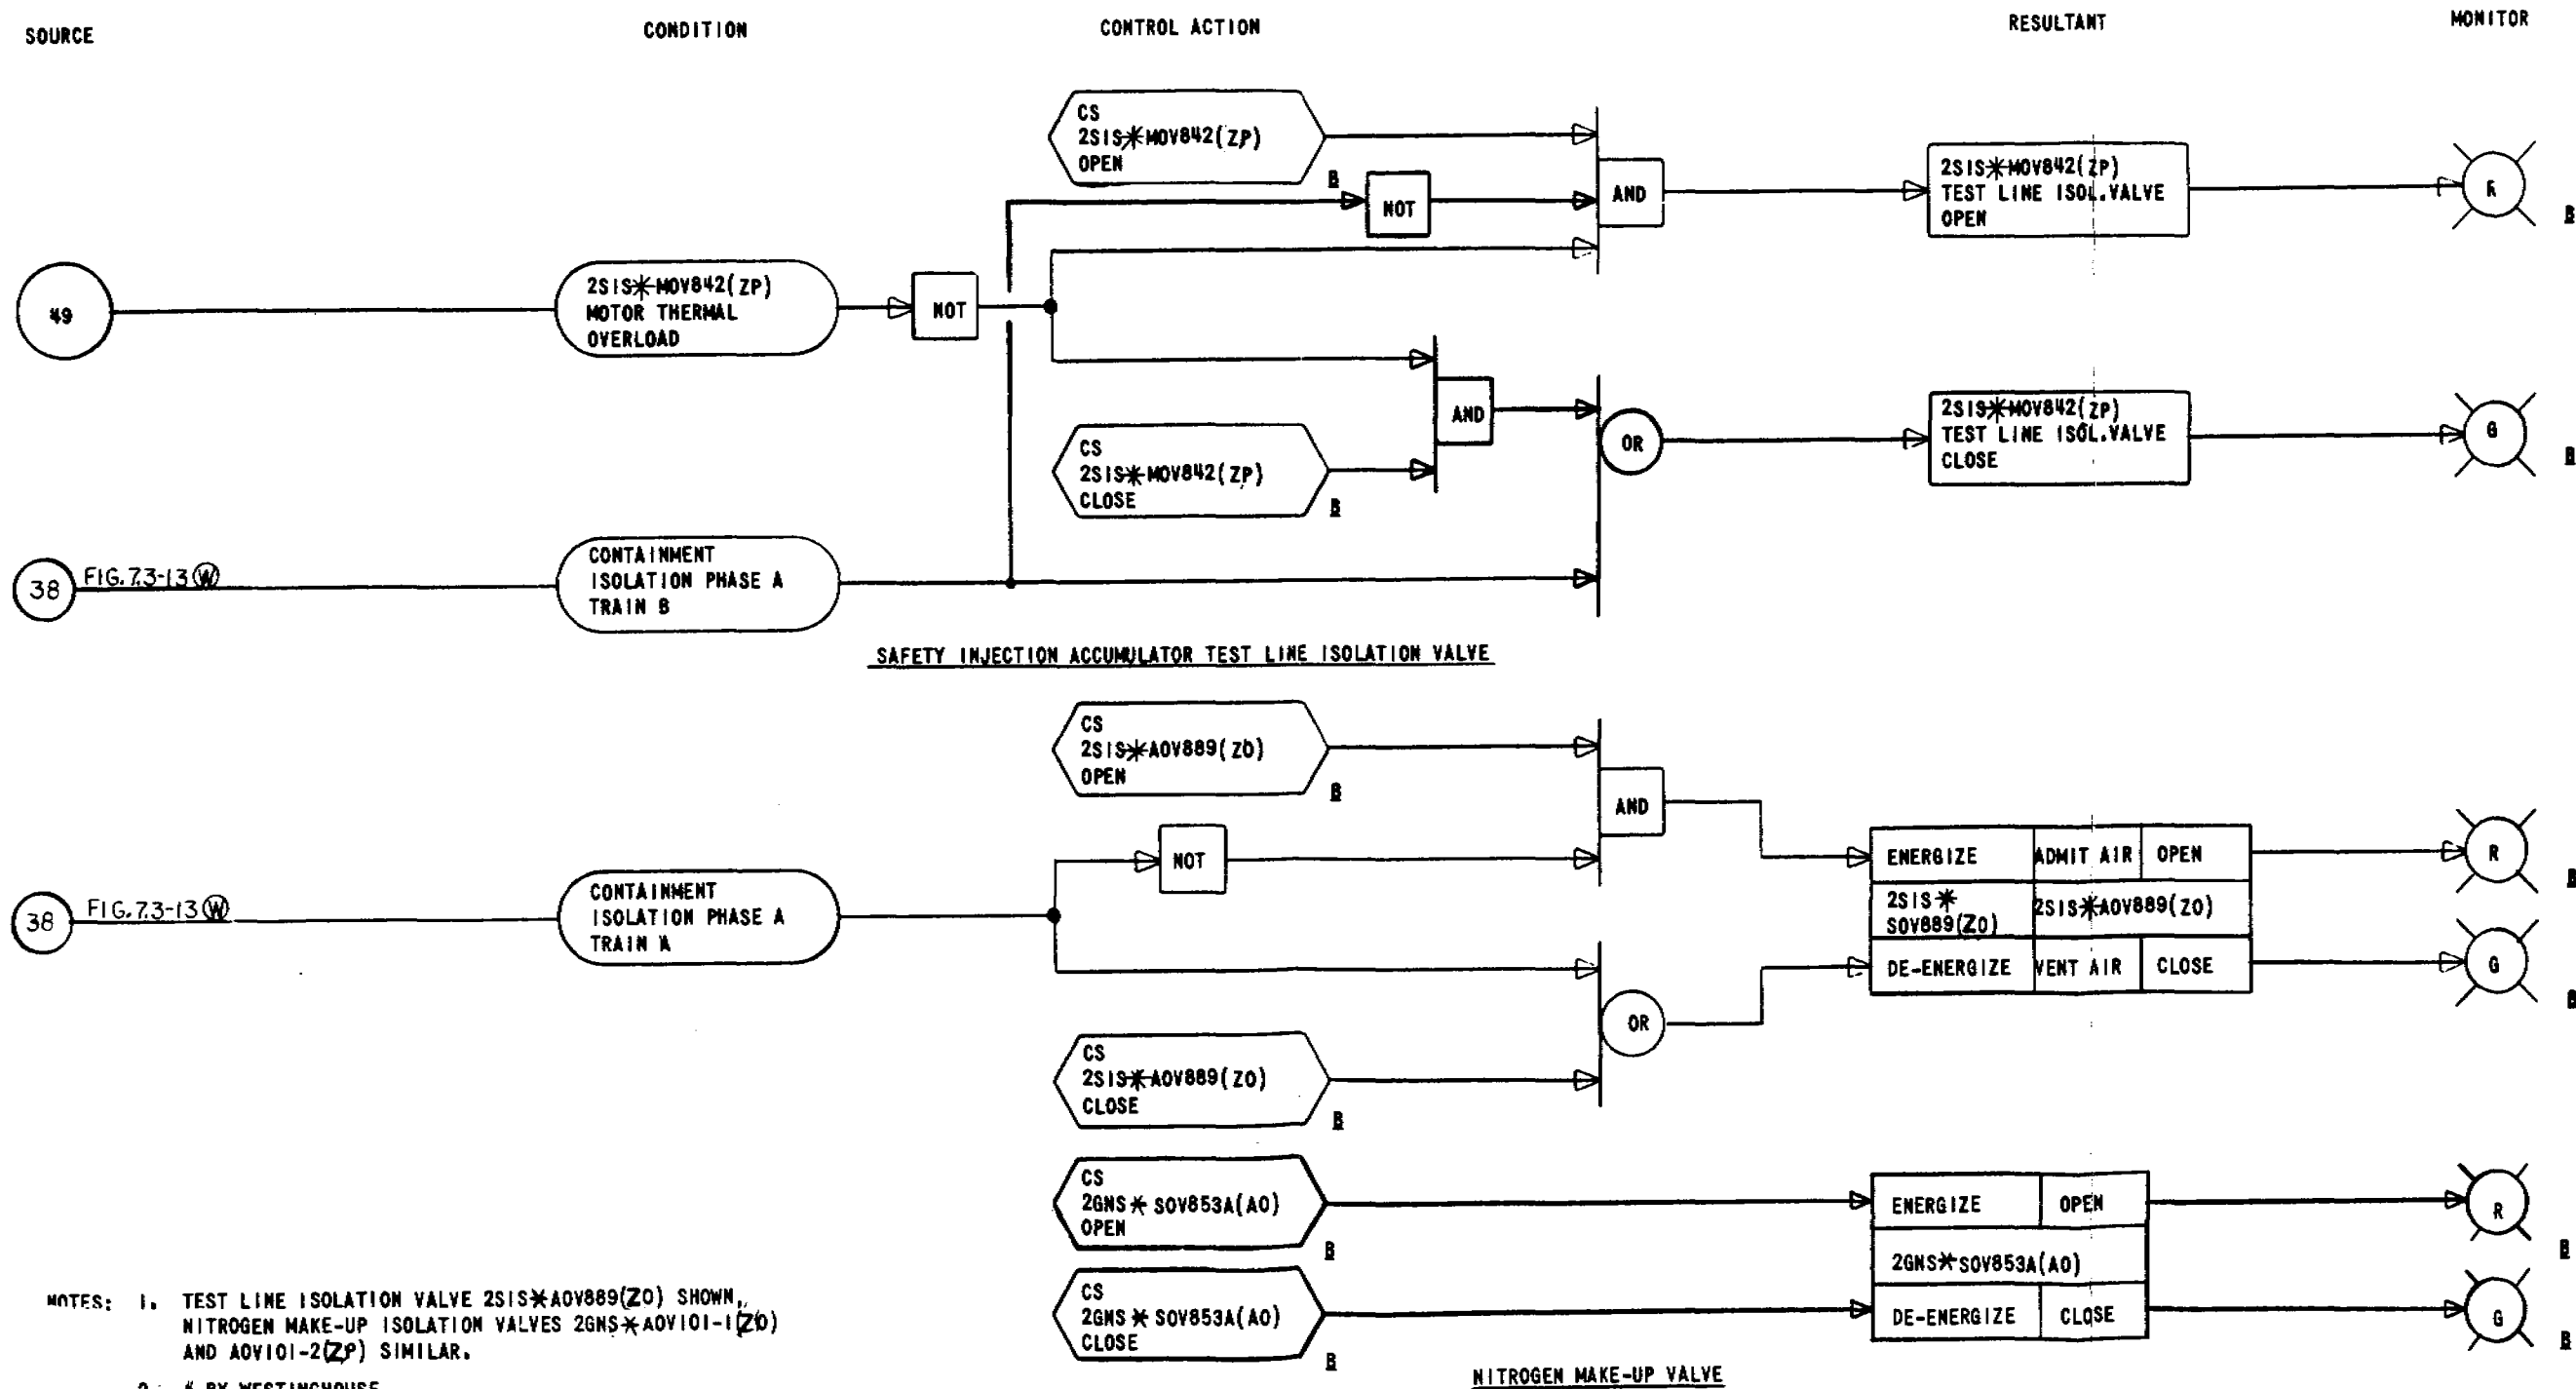 SOURCE
CONDITION
CONTROL ACTION
RESULTANT
MONITOR
CS
2SIS*MOV842(ZP)
OPEN
B
NOT
AND
2SIS*MOV842(ZP)
TEST LINE ISOL.VALVE
OPEN
R
B
49
2SIS*MOV842(ZP)
MOTOR THERMAL
OVERLOAD
NOT
AND
CS
2SIS*MOV842(ZP)
CLOSE
B
OR
2SIS*MOV842(ZP)
TEST LINE ISOL.VALVE
CLOSE
G
B
38
FIG.7.3-13 W
CONTAINMENT
ISOLATION PHASE A
TRAIN B
SAFETY INJECTION ACCUMULATOR TEST LINE ISOLATION VALVE
CS
2SIS*AOV889(ZO)
OPEN
B
AND
NOT
38
FIG.7.3-13 W
CONTAINMENT
ISOLATION PHASE A
TRAIN A
ENERGIZE ADMIT AIR OPEN
2SIS*
SOV889(ZO)
2SIS*AOV889(ZO)
DE-ENERGIZE VENT AIR CLOSE
R
B
G
B
OR
CS
2SIS*AOV889(ZO)
CLOSE
B
CS
2GNS*SOV853A(AO)
OPEN
B
ENERGIZE OPEN
2GNS*SOV853A(AO)
DE-ENERGIZE CLOSE
R
B
G
B
CS
2GNS*SOV853A(AO)
CLOSE
B
NITROGEN MAKE-UP VALVE
NOTES: 1. TEST LINE ISOLATION VALVE 2SIS*AOV889(ZO) SHOWN,
NITROGEN MAKE-UP ISOLATION VALVES 2GNS*AOV101-1(ZO)
AND AOV101-2(ZP) SIMILAR.
BY WESTINGHOUSE